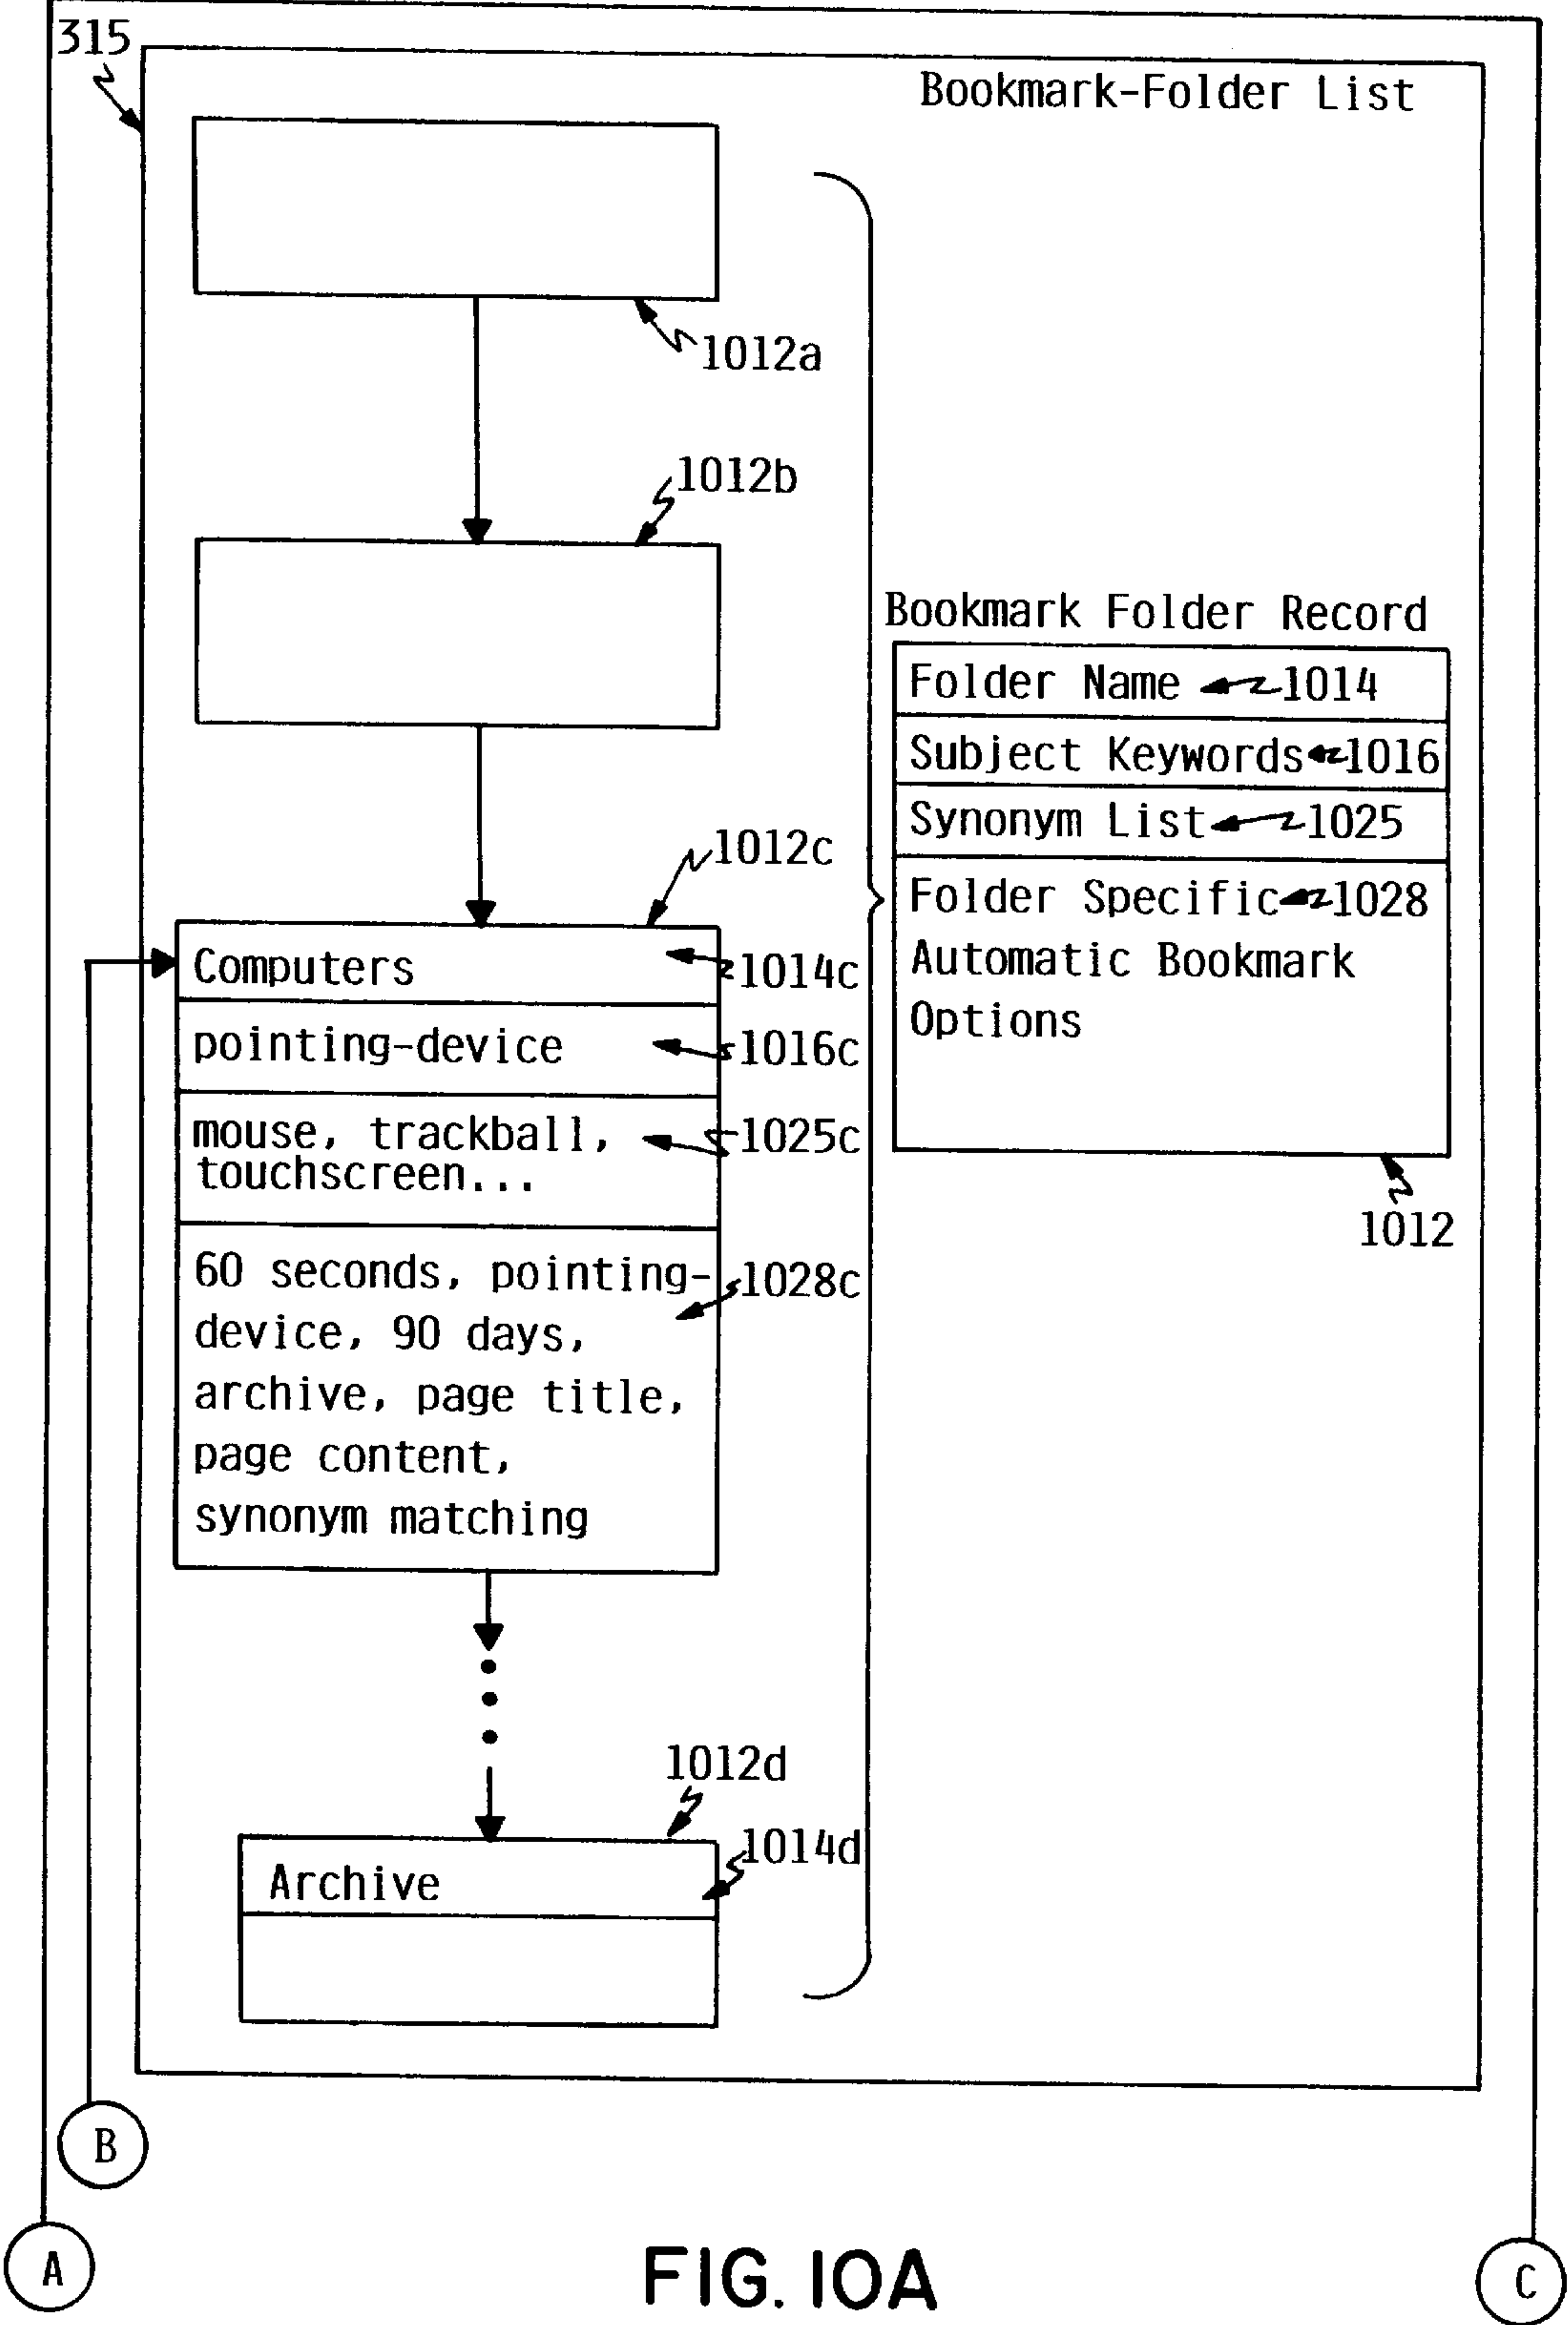 315
Bookmark-Folder List
1012a
1012b
1012c
Computers
1014c
pointing-device
1016c
mouse, trackball,
touchscreen...
1025c
60 seconds, pointing-
device, 90 days,
archive, page title,
page content,
synonym matching
1028c
1012d
Archive
1014d
Bookmark Folder Record
Folder Name 1014
Subject Keywords 1016
Synonym List 1025
Folder Specific 1028
Automatic Bookmark
Options
1012
B
A
C
FIG. 10A